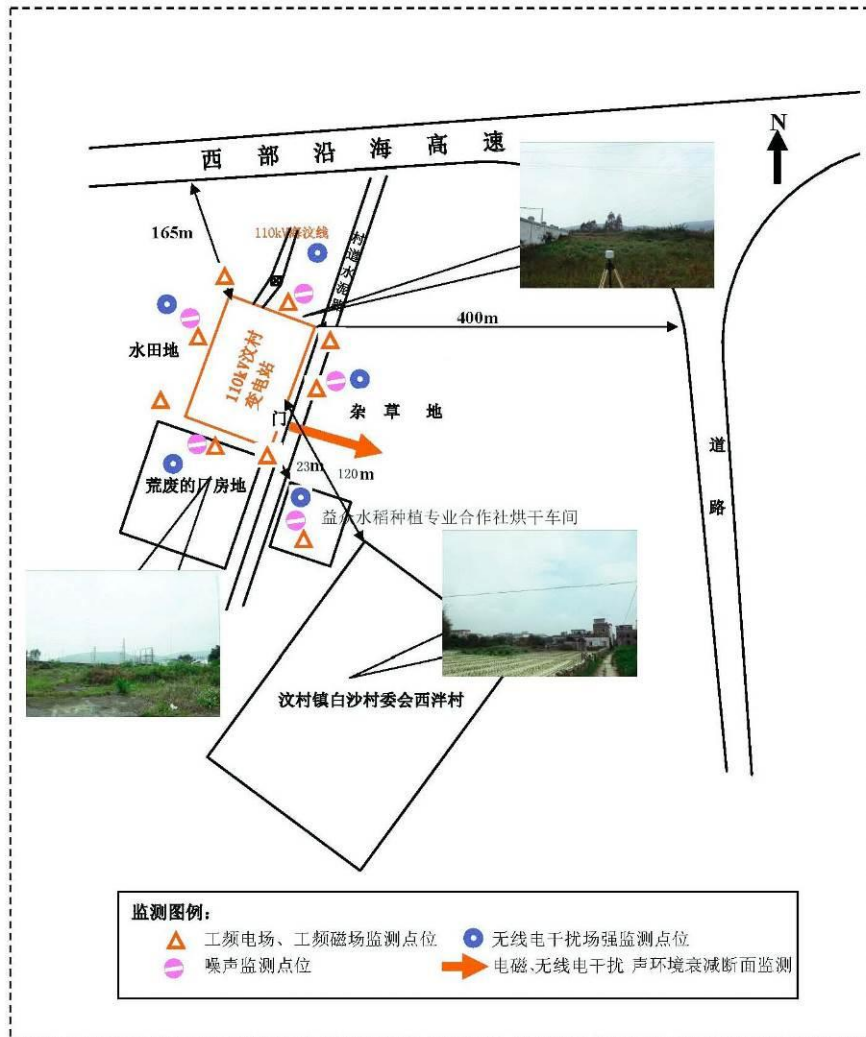 西部沿海高速
N
165m
110kV海汶线
村道水泥路
400m
水田地
110kV汶村
变电站
杂草地
门
道路
23m
120m
荒废的厂房地
益众水稻种植专业合作社烘干车间
汶村镇白沙村委会西泮村
监测图例：
工频电场、工频磁场监测点位
无线电干扰场强监测点位
噪声监测点位
电磁、无线电干扰 声环境衰减断面监测